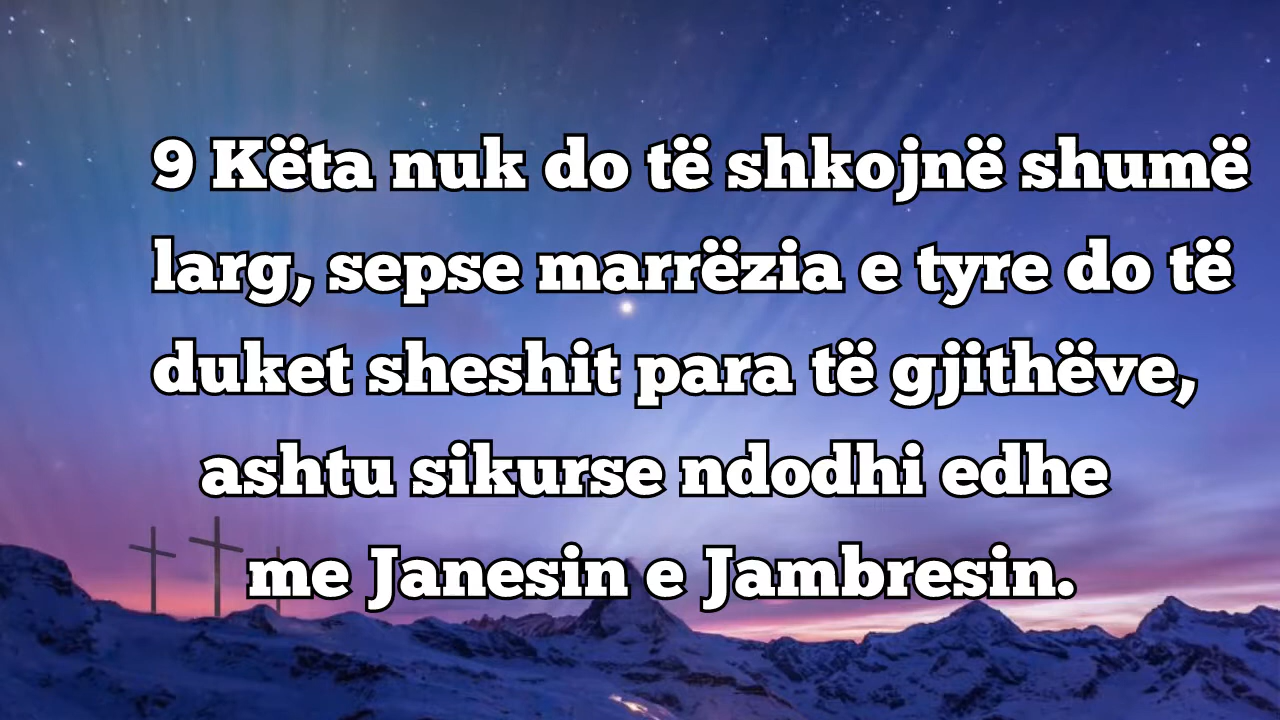 9 Këta nuk do të shkojnë shumë
larg, sepse marrëzia e tyre do të
duket sheshit para të gjithëve,
ashtu sikurse ndodhi edhe
me Janesin e Jambresin.